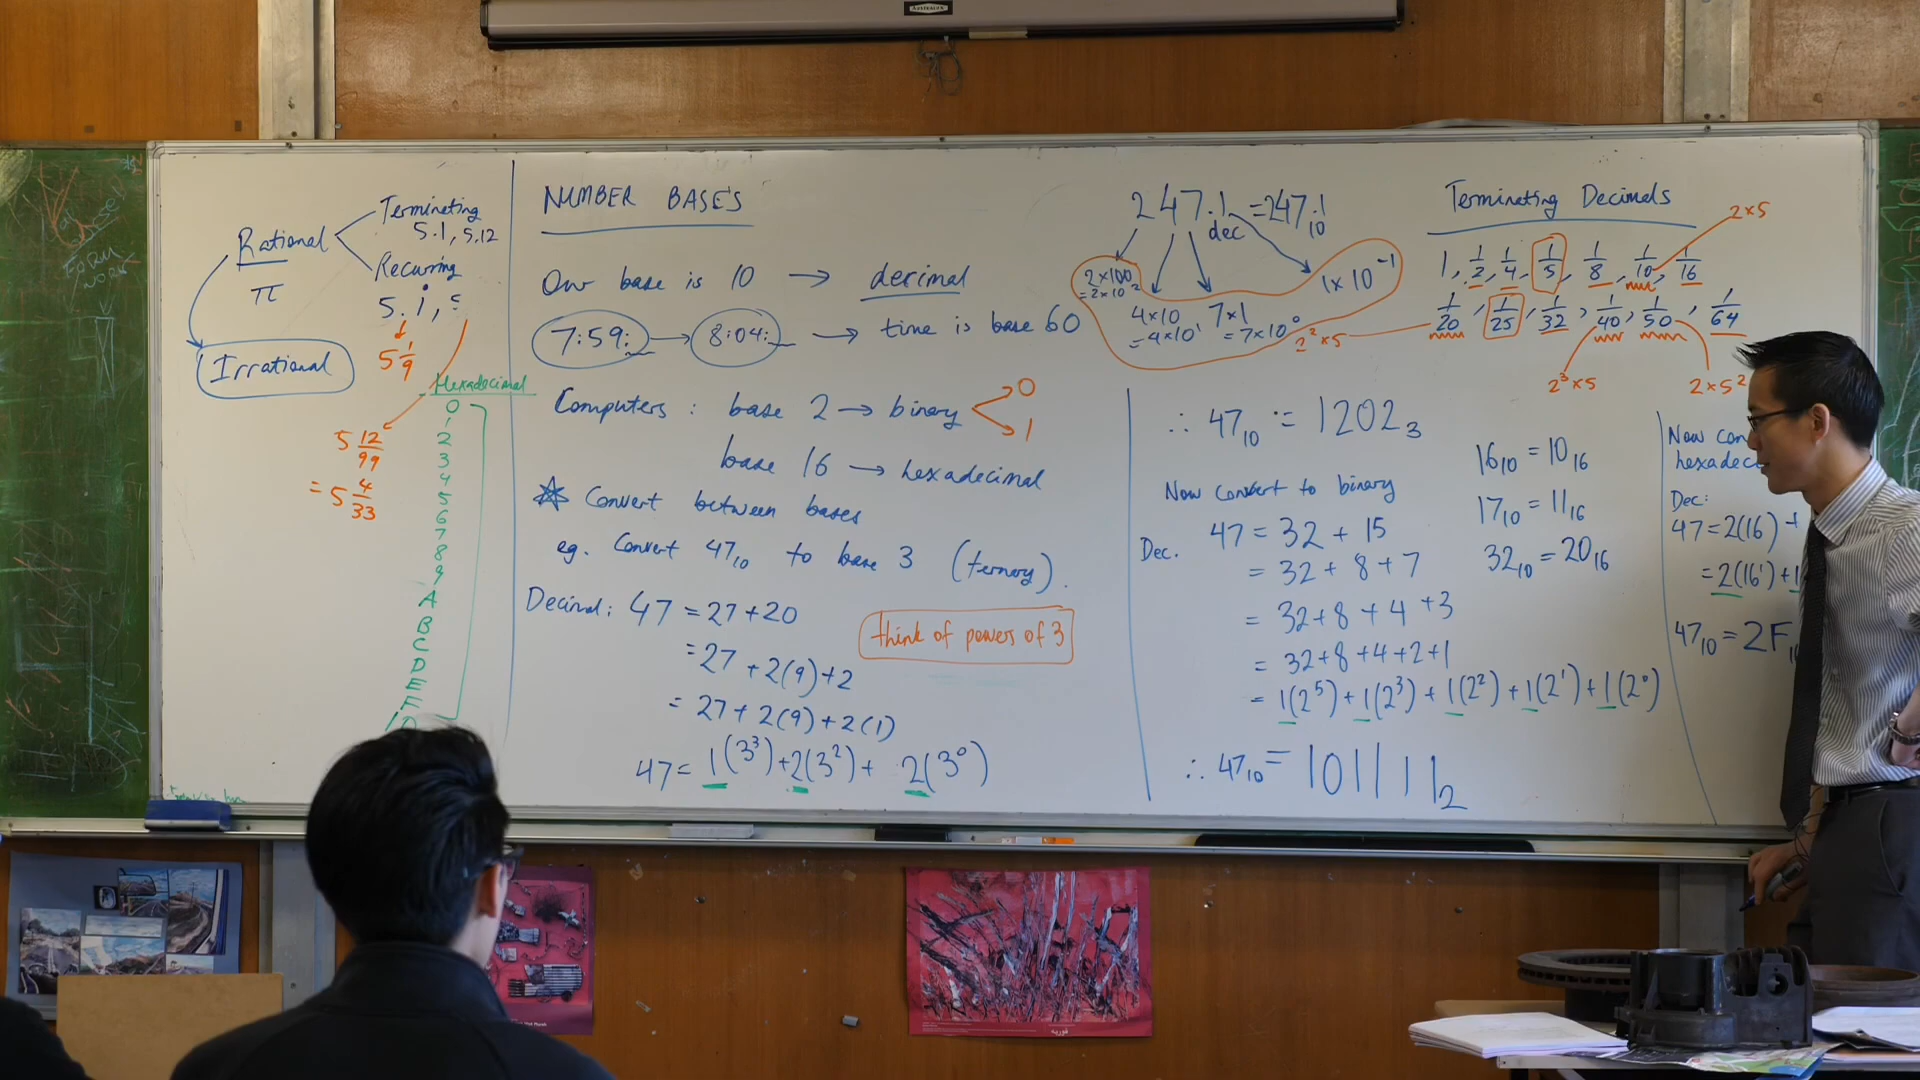 Rational
Terminating
5.1, 5.12
Recurring
π
5.1̇,
Irrational
5 1/9
5 12/99
= 5 4/33
Hexadecimal
0
1
2
3
4
5
6
7
8
9
A
B
C
D
E
F
NUMBER BASES
Our base is 10 → decimal
7:59: → 8:04: → time is base 60
Computers : base 2 → binary
0
1
base 16 → hexadecimal
☆ Convert between bases
eg. Convert 47₁₀ to base 3 (ternary).
Decimal: 47 = 27 + 20
= 27 + 2(9) + 2
= 27 + 2(9) + 2(1)
47 = 1(3³) + 2(3²) + 2(3⁰)
think of powers of 3
247.1 dec = 247.1 10
2×100
= 2×10²
4×10
= 4×10¹
7×1
= 7×10⁰
1×10⁻¹
Terminating Decimals
2×5
1, 1/2, 1/4, 1/5, 1/8, 1/10, 1/16
1/20, 1/25, 1/32, 1/40, 1/50, 1/64
2²×5
2³×5
2×5²
∴ 47₁₀ = 1202₃
Now convert to binary
Dec. 47 = 32 + 15
= 32 + 8 + 7
= 32 + 8 + 4 + 3
= 32 + 8 + 4 + 2 + 1
= 1(2⁵) + 1(2³) + 1(2²) + 1(2¹) + 1(2⁰)
∴ 47₁₀ = 101111₂
16₁₀ = 10₁₆
17₁₀ = 11₁₆
32₁₀ = 20₁₆
Now con
hexadec
Dec:
47 = 2(16) +
= 2(16¹) + 1
47₁₀ = 2F₁